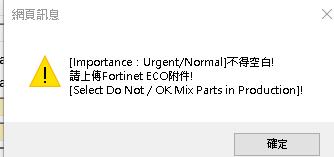 網頁訊息
[Importance：Urgent/Normal]不得空白!
請上傳Fortinet ECO附件!
[Select Do Not / OK Mix Parts in Production]!
確定